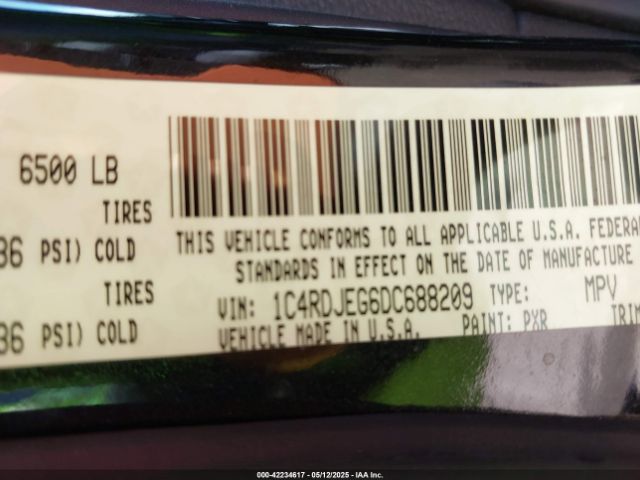 6500 LB
TIRES
36 PSI) COLD
TIRES
36 PSI) COLD
THIS VEHICLE CONFORMS TO ALL APPLICABLE U.S.A. FEDERAL
STANDARDS IN EFFECT ON THE DATE OF MANUFACTURE
VIN: 1C4RDJEG6DC688209 TYPE: MPV
VEHICLE MADE IN U.S.A. PAINT: PXR TRIM
000-42234617 - 05/12/2025 - IAA Inc.